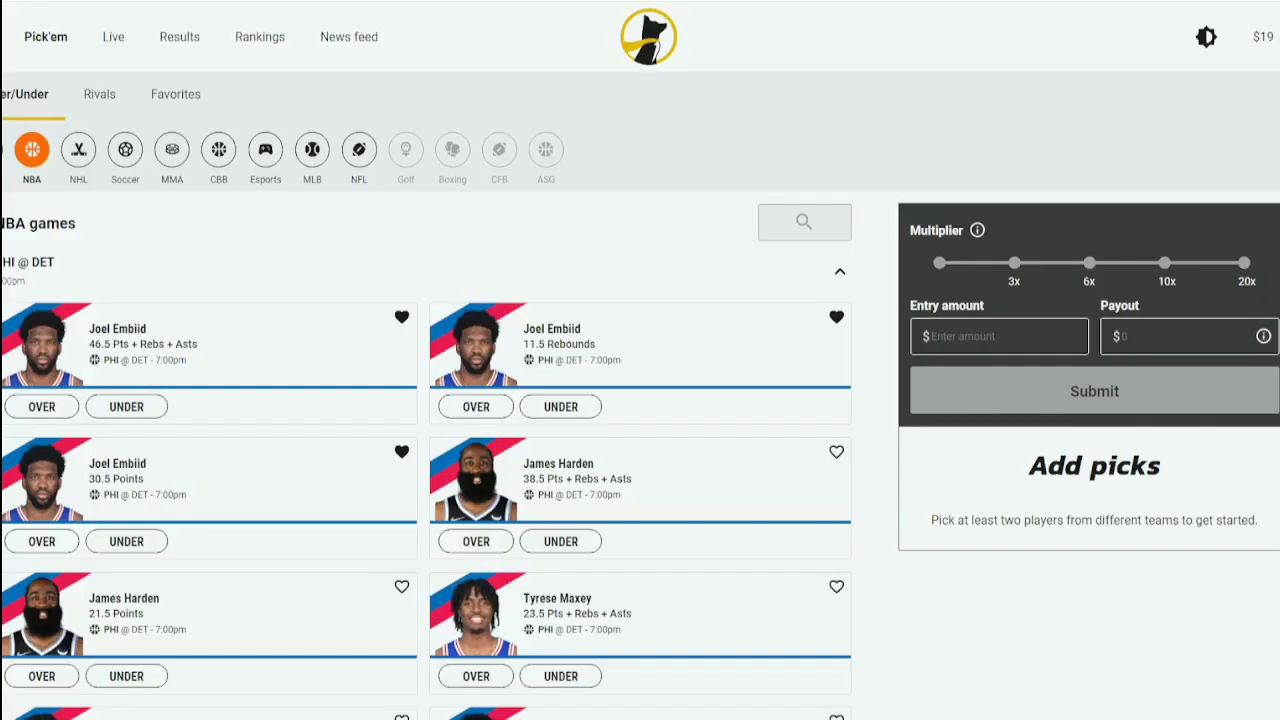 Pick'em Live Results Rankings News feed $19
er/Under Rivals Favorites
NBA NHL Soccer MMA CBB Esports MLB NFL Golf Boxing CFB ASG
NBA games
HI @ DET
00pm
Joel Embiid
46.5 Pts + Rebs + Asts
PHI @ DET - 7:00pm
OVER UNDER
Joel Embiid
11.5 Rebounds
PHI @ DET - 7:00pm
OVER UNDER
Joel Embiid
30.5 Points
PHI @ DET - 7:00pm
OVER UNDER
James Harden
38.5 Pts + Rebs + Asts
PHI @ DET - 7:00pm
OVER UNDER
James Harden
21.5 Points
PHI @ DET - 7:00pm
OVER UNDER
Tyrese Maxey
23.5 Pts + Rebs + Asts
PHI @ DET - 7:00pm
OVER UNDER
Multiplier
3x 6x 10x 20x
Entry amount Payout
$ Enter amount $ 0
Submit
Add picks
Pick at least two players from different teams to get started.